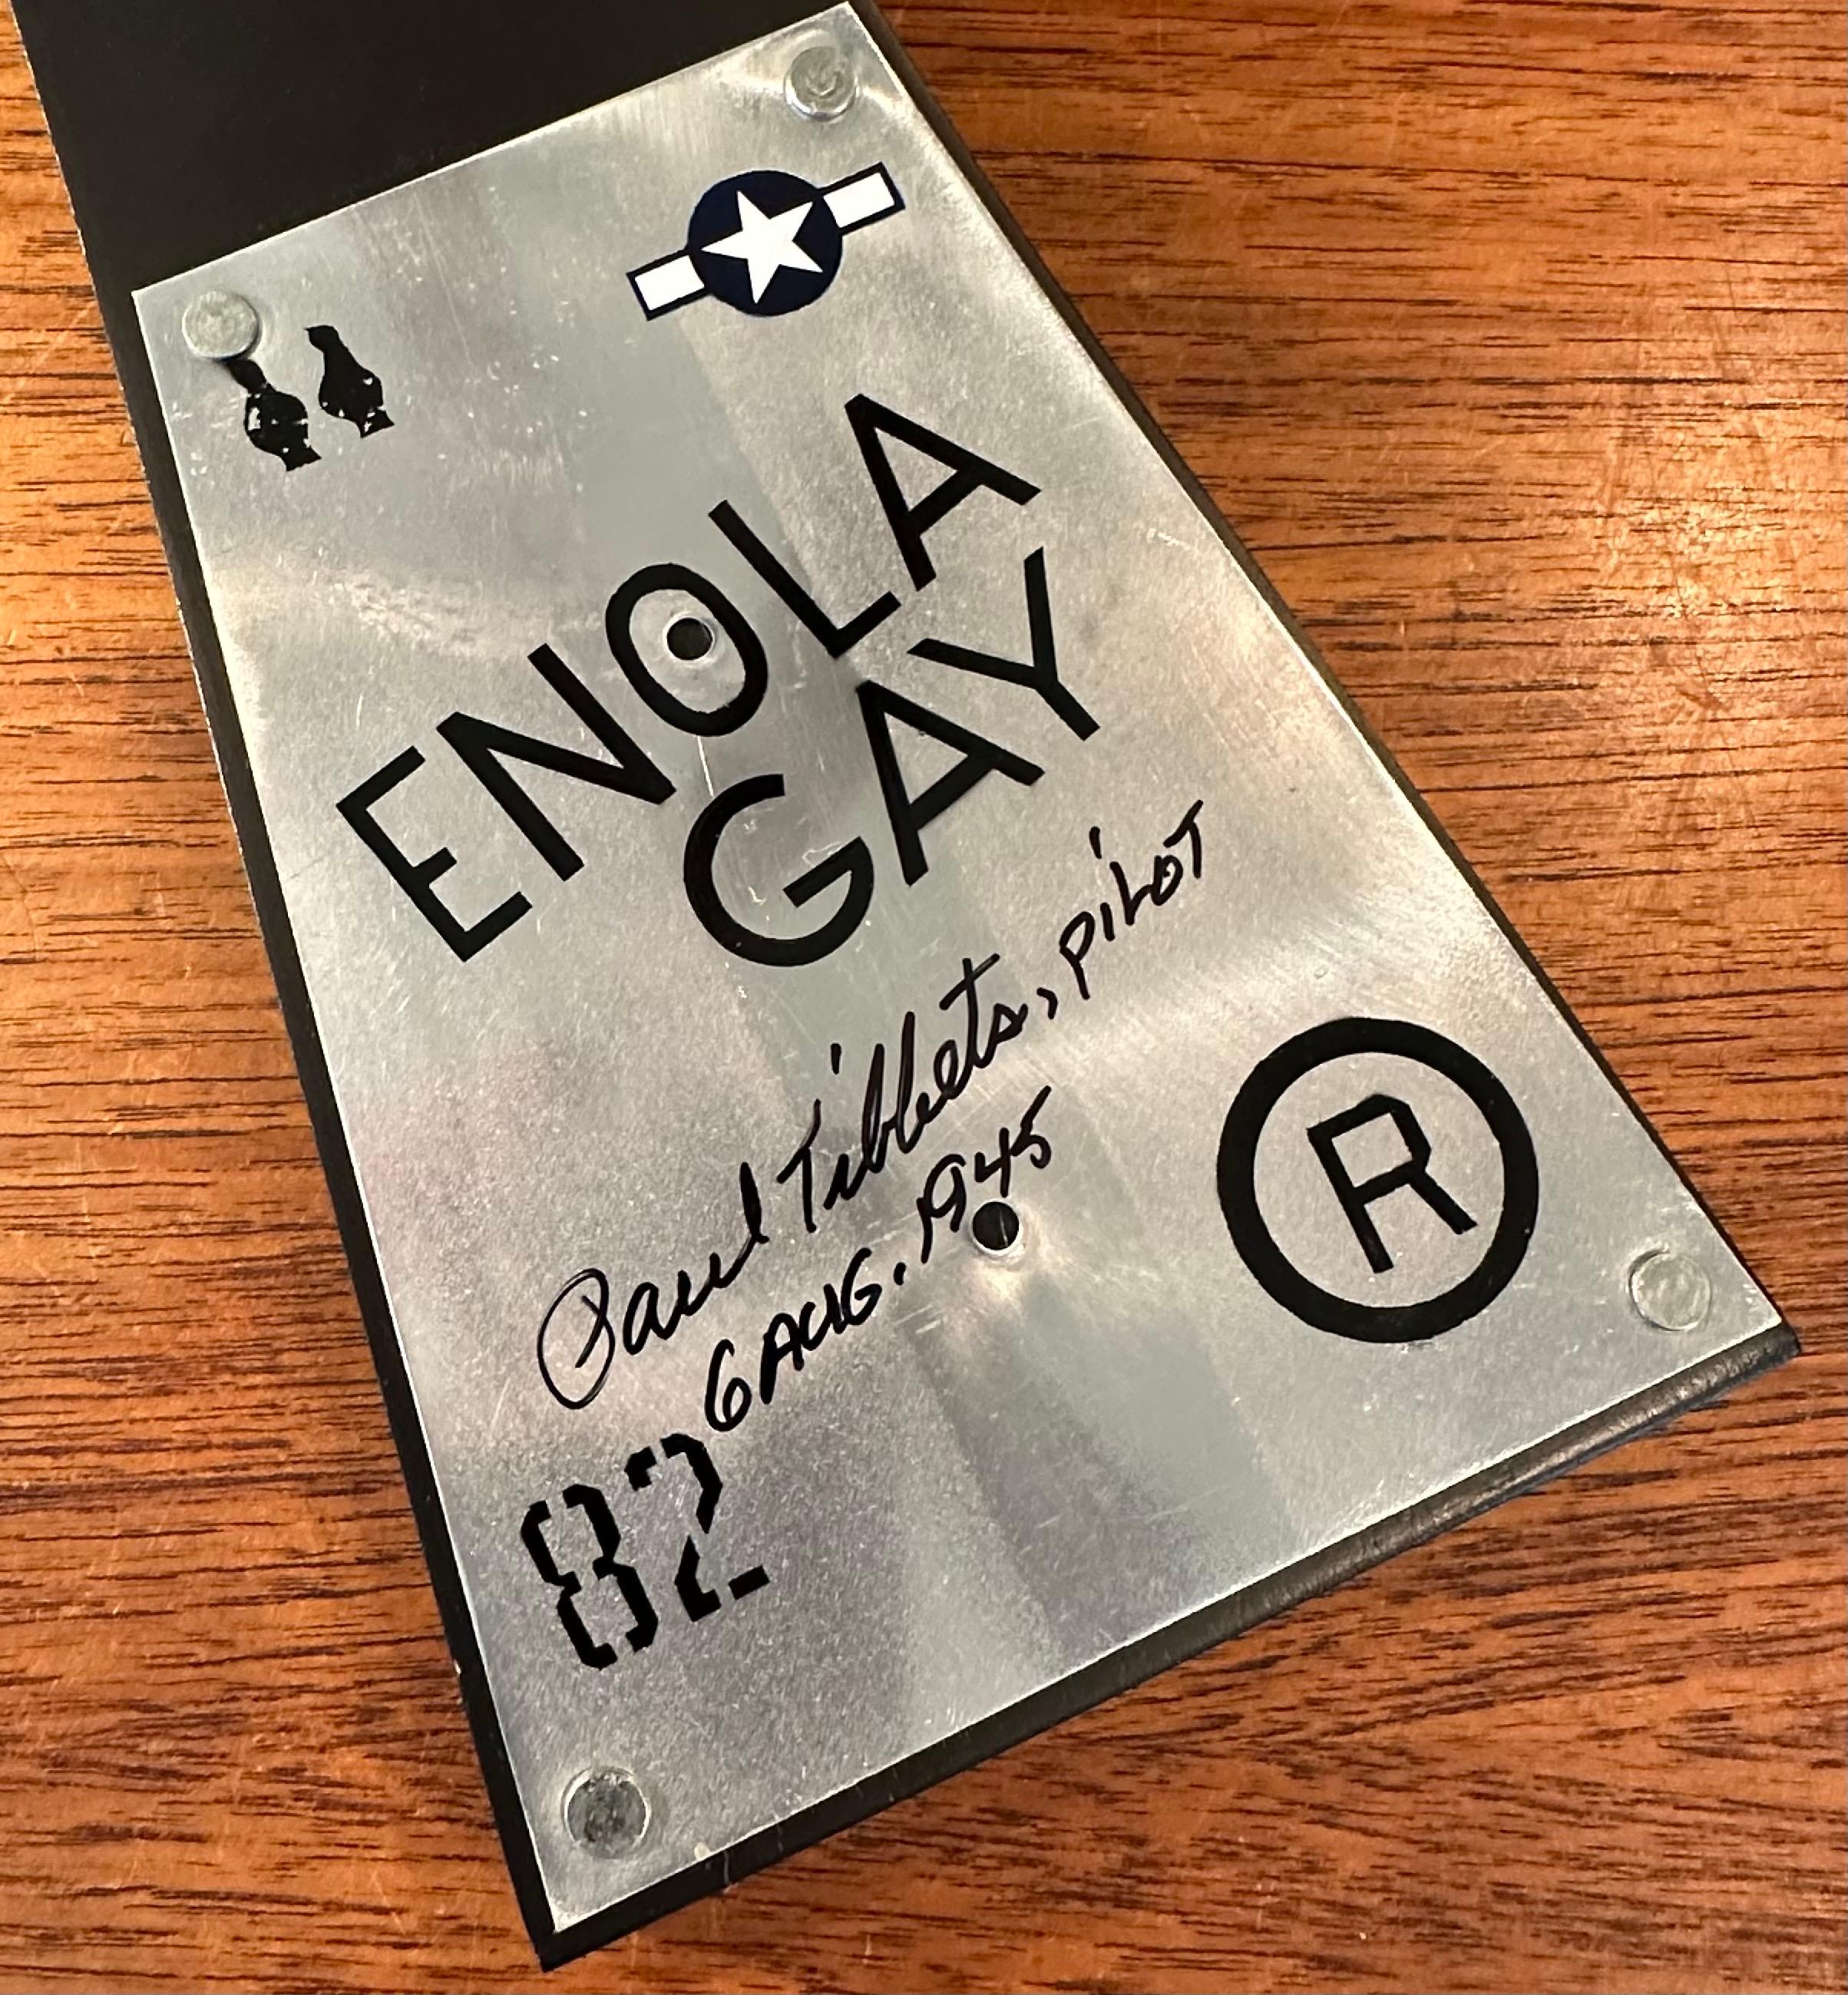 ENOLA
GAY
Paul Tibbets, PILOT
6 AUG. 1945
R
82